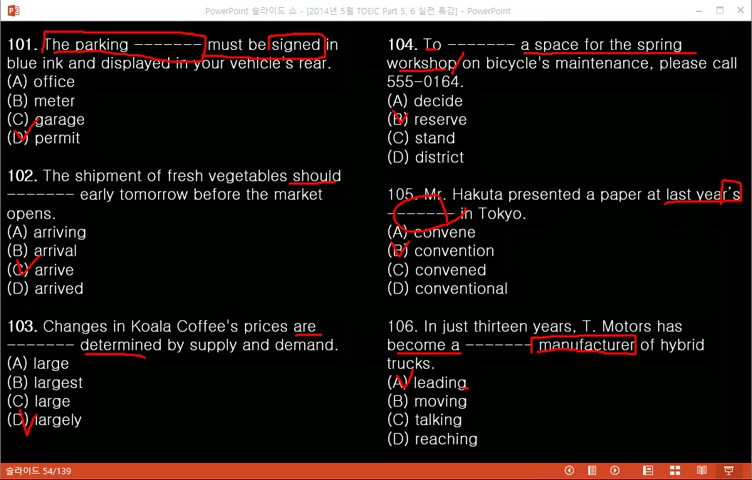 PowerPoint 슬라이드 쇼 - [2014년 5월 TOEIC Part 5, 6 실전 특강] - PowerPoint
101. The parking ------- must be signed in
blue ink and displayed in your vehicle's rear.
(A) office
(B) meter
(C) garage
(D) permit
102. The shipment of fresh vegetables should
------- early tomorrow before the market
opens.
(A) arriving
(B) arrival
(C) arrive
(D) arrived
103. Changes in Koala Coffee's prices are
------- determined by supply and demand.
(A) large
(B) largest
(C) large
(D) largely
104. To ------- a space for the spring
workshop on bicycle's maintenance, please call
555-0164.
(A) decide
(B) reserve
(C) stand
(D) district
105. Mr. Hakuta presented a paper at last year's
------- in Tokyo.
(A) convene
(B) convention
(C) convened
(D) conventional
106. In just thirteen years, T. Motors has
become a ------- manufacturer of hybrid
trucks.
(A) leading
(B) moving
(C) talking
(D) reaching
슬라이드 54/139